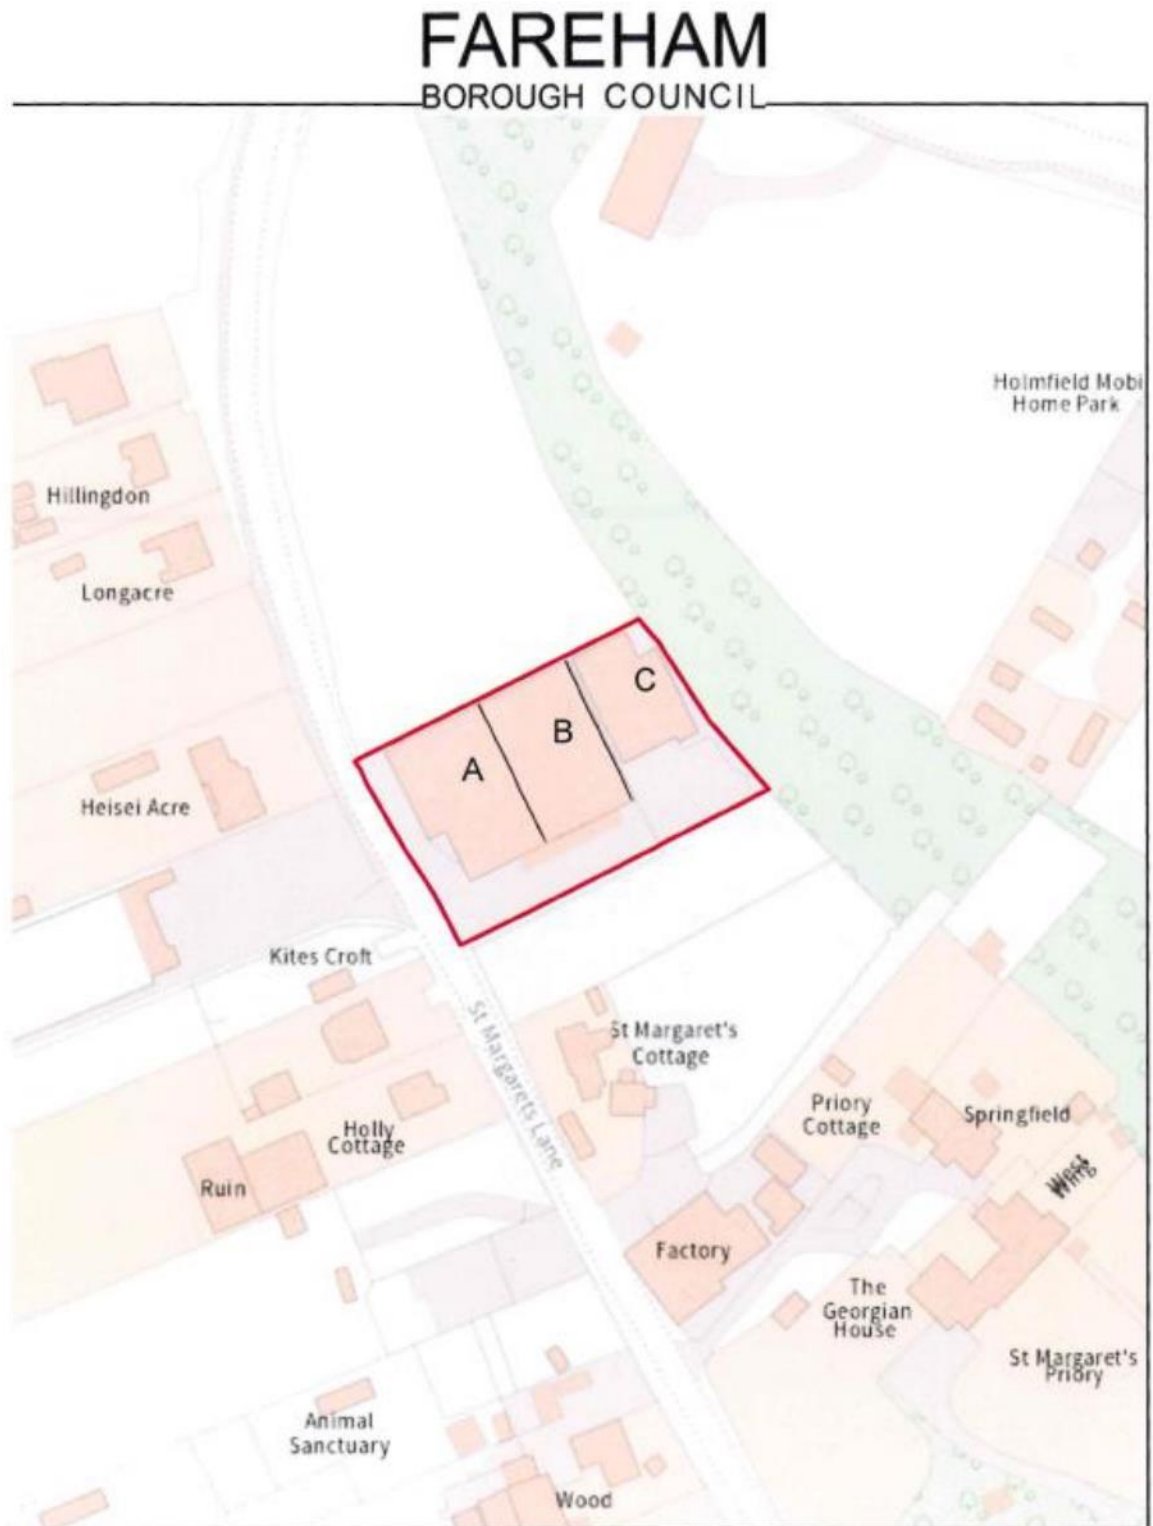 FAREHAM
BOROUGH COUNCIL
Holmfield Mobi
Home Park
Hillingdon
Longacre
C
B
A
Heisei Acre
Kites Croft
St Margarets Lane
St Margaret's
Cottage
Priory
Cottage
Springfield
West
Wing
Holly
Cottage
Ruin
Factory
The
Georgian
House
St Margaret's
Priory
Animal
Sanctuary
Wood